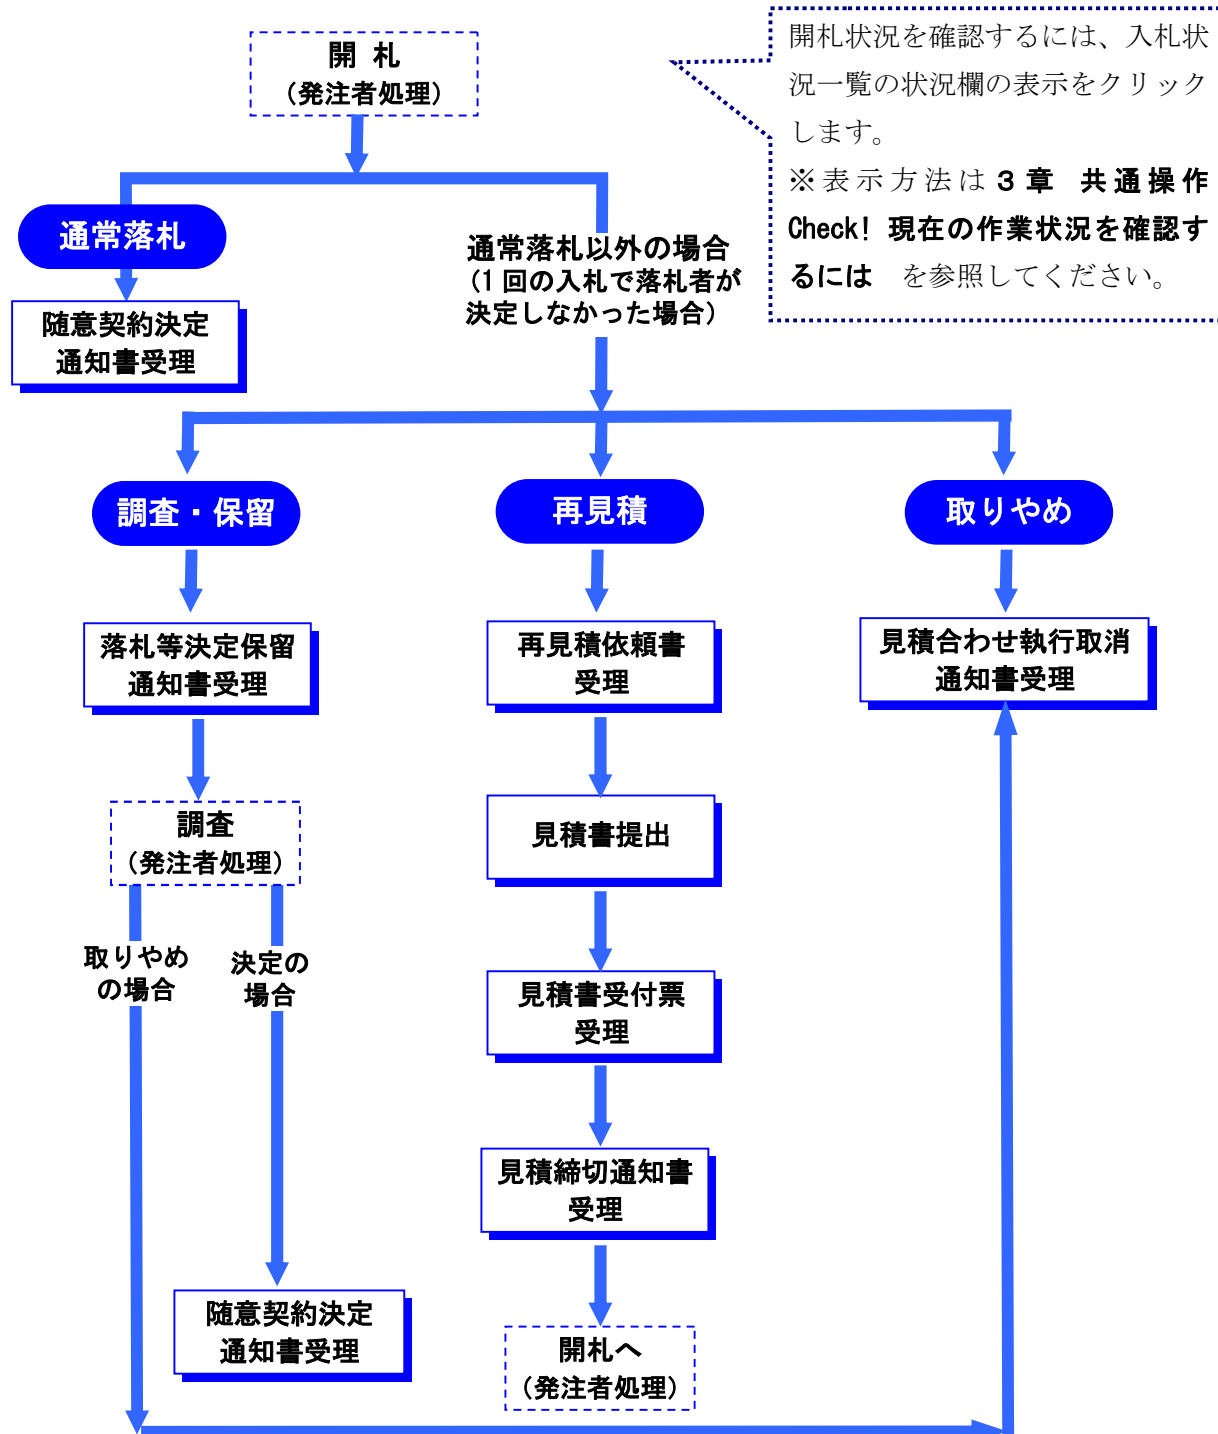 開 札
（発注者処理）
開札状況を確認するには、入札状
況一覧の状況欄の表示をクリック
します。
※表示方法は３章 共通操作
Check! 現在の作業状況を確認す
るには　を参照してください。
通常落札
随意契約決定
通知書受理
通常落札以外の場合
（1回の入札で落札者が
決定しなかった場合）
調査・保留
再見積
取りやめ
落札等決定保留
通知書受理
再見積依頼書
受理
見積合わせ執行取消
通知書受理
調査
（発注者処理）
見積書提出
取りやめ
の場合
決定の
場合
見積書受付票
受理
見積締切通知書
受理
随意契約決定
通知書受理
開札へ
（発注者処理）